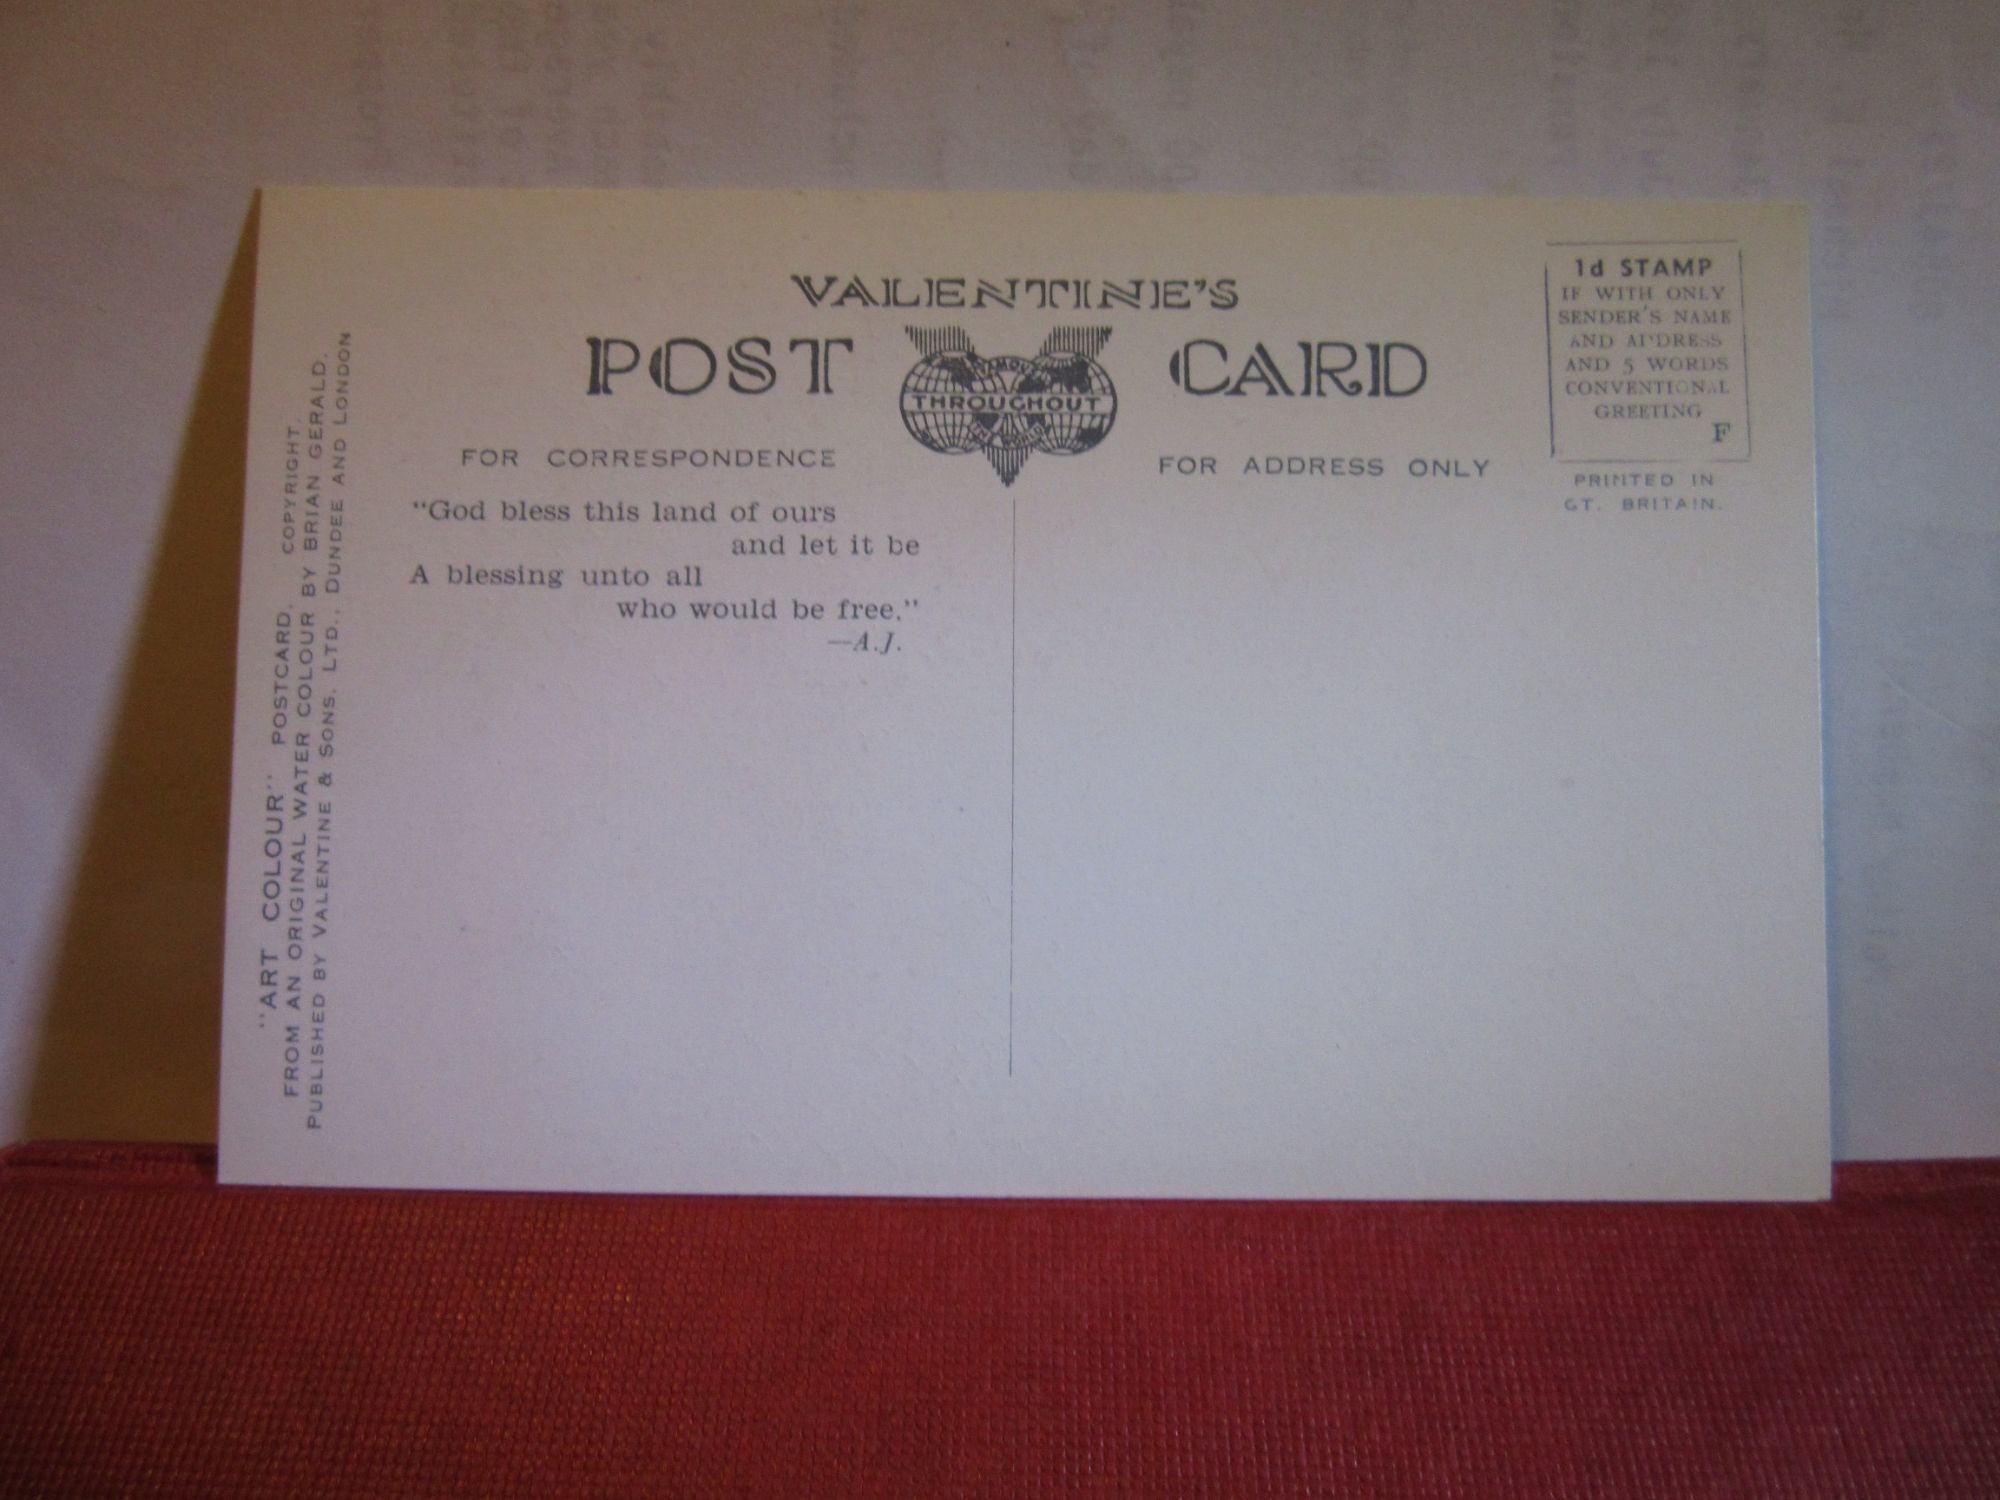 VALENTINE'S
POST CARD
FAMOUS
THROUGHOUT
THE WORLD
FOR CORRESPONDENCE
FOR ADDRESS ONLY
1d STAMP
IF WITH ONLY
SENDER'S NAME
AND ADDRESS
AND 5 WORDS
CONVENTIONAL
GREETING
F
PRINTED IN
GT. BRITAIN.
"God bless this land of ours
and let it be
A blessing unto all
who would be free."
—A.J.
"ART COLOUR" POSTCARD. COPYRIGHT.
FROM AN ORIGINAL WATER COLOUR BY BRIAN GERALD.
PUBLISHED BY VALENTINE & SONS. LTD., DUNDEE AND LONDON